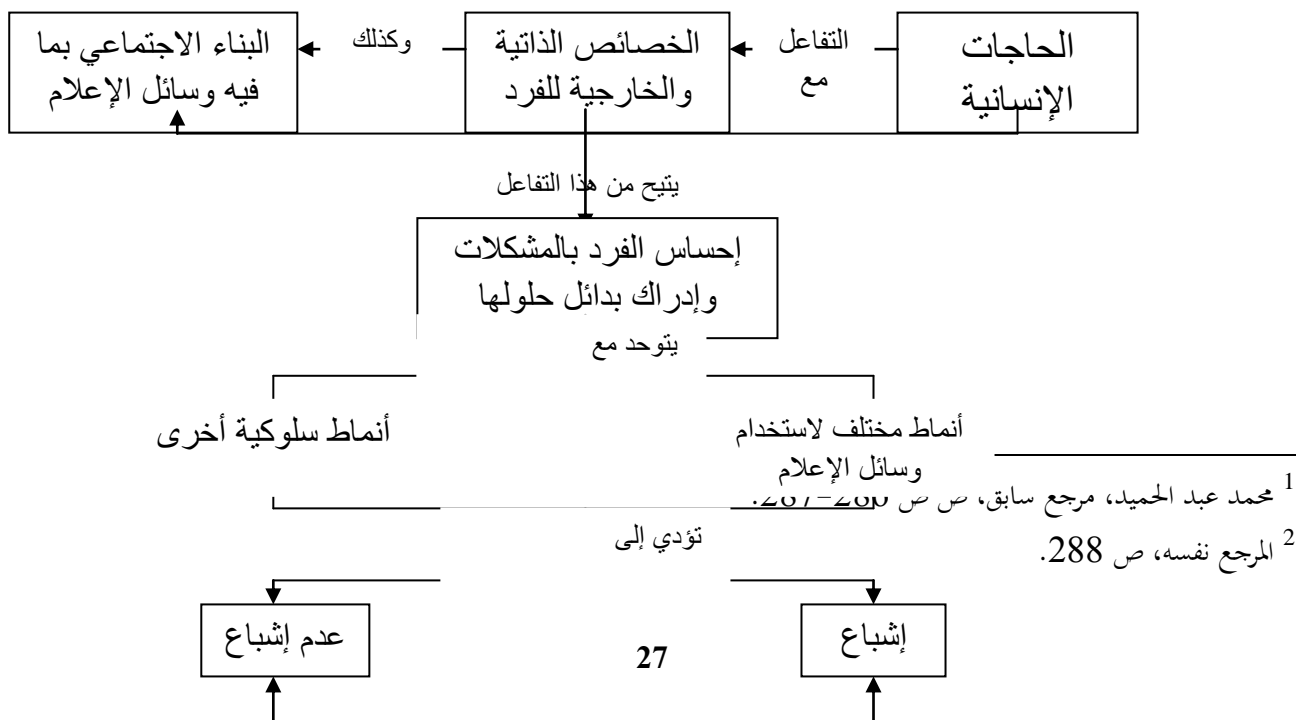 الحاجات
الإنسانية
التفاعل
مع
الخصائص الذاتية
والخارجية للفرد
وكذلك
البناء الاجتماعي بما
فيه وسائل الإعلام
يتيح من هذا التفاعل
إحساس الفرد بالمشكلات
وإدراك بدائل حلولها
يتوحد مع
أنماط مختلف لاستخدام
وسائل الإعلام
أنماط سلوكية أخرى
1 محمد عبد الحميد، مرجع سابق، ص ص
تؤدي إلى
2 المرجع نفسه، ص 288.
إشباع
عدم إشباع
27